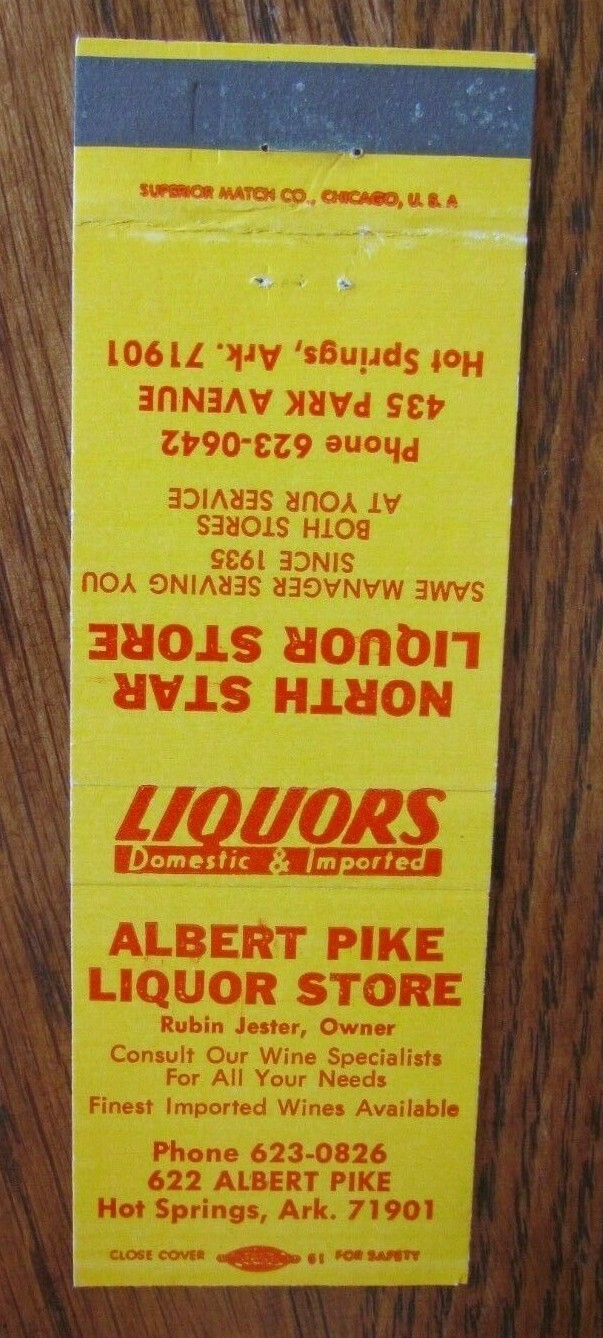 SUPERIOR MATCH CO., CHICAGO, U. S. A
NORTH STAR
LIQUOR STORE
SAME MANAGER SERVING YOU
SINCE 1935
BOTH STORES
AT YOUR SERVICE
Phone 623-0642
435 PARK AVENUE
Hot Springs, Ark. 71901
LIQUORS
Domestic & Imported
ALBERT PIKE
LIQUOR STORE
Rubin Jester, Owner
Consult Our Wine Specialists
For All Your Needs
Finest Imported Wines Available
Phone 623-0826
622 ALBERT PIKE
Hot Springs, Ark. 71901
CLOSE COVER 61 FOR SAFETY